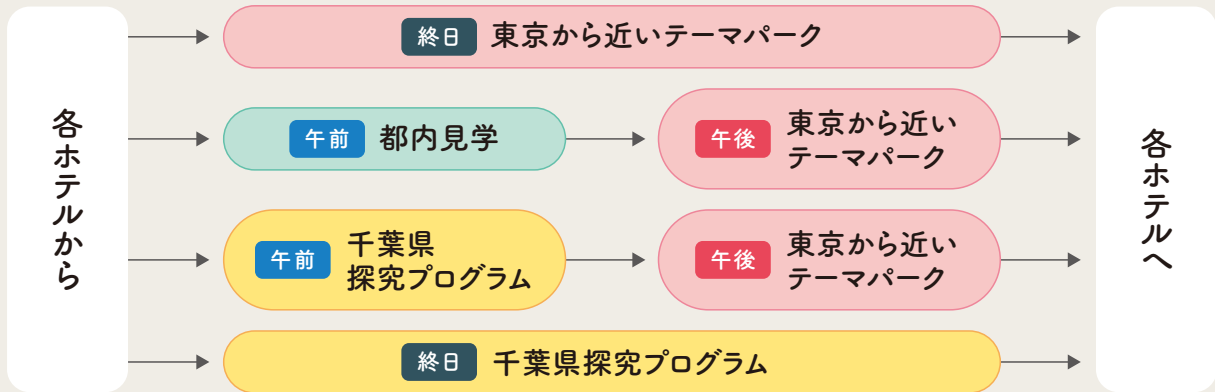 各ホテルから
終日 東京から近いテーマパーク
午前 都内見学
午後 東京から近い
テーマパーク
午前 千葉県
探究プログラム
午後 東京から近い
テーマパーク
終日 千葉県探究プログラム
各ホテルへ